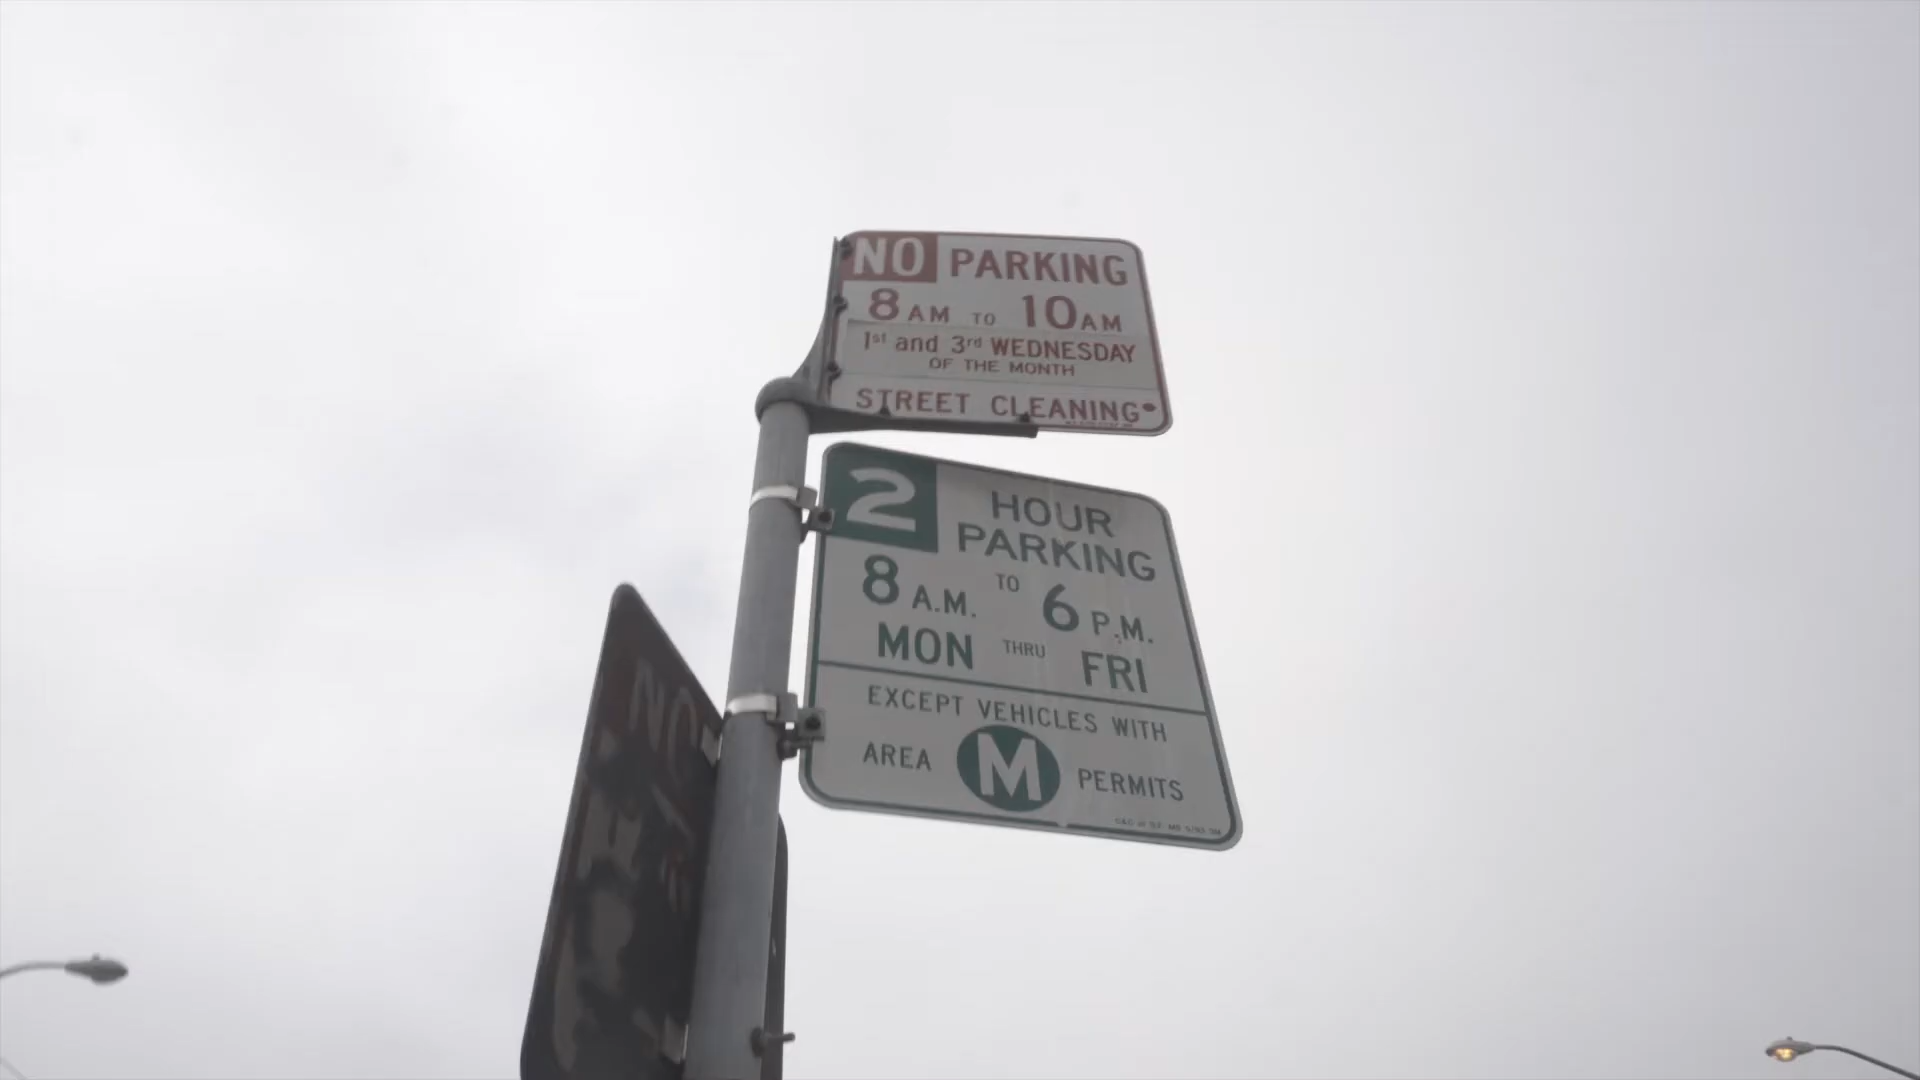 NO PARKING
8AM TO 10AM
1st and 3rd WEDNESDAY
OF THE MONTH
STREET CLEANING
2 HOUR
PARKING
8 A.M. TO 6 P.M.
MON THRU FRI
EXCEPT VEHICLES WITH
AREA M PERMITS
NO